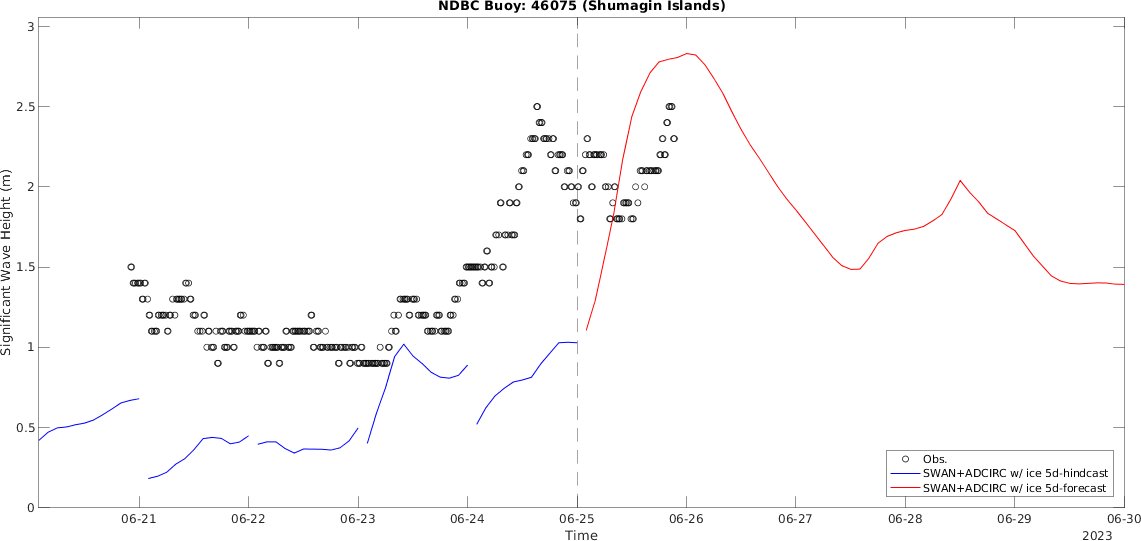 NDBC Buoy: 46075 (Shumagin Islands)
3
2.5
2
1.5
1
0.5
0
Significant Wave Height (m)
Obs.
SWAN+ADCIRC w/ ice 5d-hindcast
SWAN+ADCIRC w/ ice 5d-forecast
06-21 06-22 06-23 06-24 06-25 06-26 06-27 06-28 06-29 06-30
Time
2023